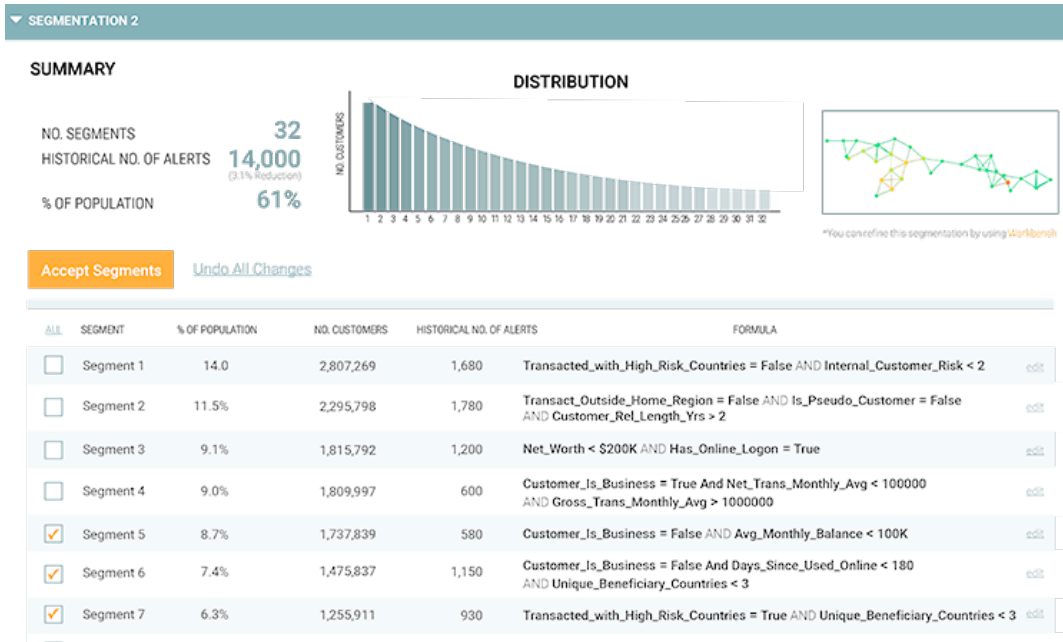 SEGMENTATION 2
SUMMARY
NO. SEGMENTS 32
HISTORICAL NO. OF ALERTS 14,000
(3.1% Reduction)
% OF POPULATION 61%
DISTRIBUTION
NO. CUSTOMERS
1 2 3 4 5 6 7 8 9 10 11 12 13 14 15 16 17 18 19 20 21 22 23 24 25 26 27 28 29 30 31 32
*You can refine this segmentation by using Workbench
Accept Segments Undo All Changes
ALL SEGMENT % OF POPULATION NO. CUSTOMERS HISTORICAL NO. OF ALERTS FORMULA
Segment 1 14.0 2,807,269 1,680 Transacted_with_High_Risk_Countries = False AND Internal_Customer_Risk < 2 edit
Segment 2 11.5% 2,295,798 1,780 Transact_Outside_Home_Region = False AND Is_Pseudo_Customer = False
AND Customer_Rel_Length_Yrs > 2 edit
Segment 3 9.1% 1,815,792 1,200 Net_Worth < $200K AND Has_Online_Logon = True edit
Segment 4 9.0% 1,809,997 600 Customer_Is_Business = True And Net_Trans_Monthly_Avg < 100000
AND Gross_Trans_Monthly_Avg > 1000000 edit
Segment 5 8.7% 1,737,839 580 Customer_Is_Business = False AND Avg_Monthly_Balance < 100K edit
Segment 6 7.4% 1,475,837 1,150 Customer_Is_Business = False And Days_Since_Used_Online < 180
AND Unique_Beneficiary_Countries < 3 edit
Segment 7 6.3% 1,255,911 930 Transacted_with_High_Risk_Countries = True AND Unique_Beneficiary_Countries < 3 edit